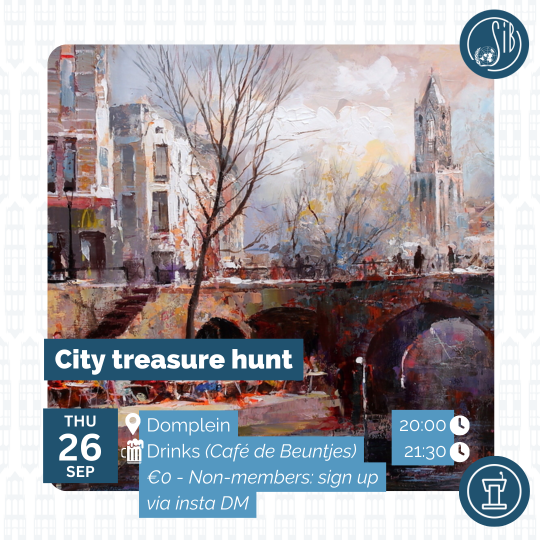 SIB
City treasure hunt
THU
26
SEP
Domplein 20:00
Drinks (Café de Beuntjes) 21:30
€0 - Non-members: sign up
via insta DM